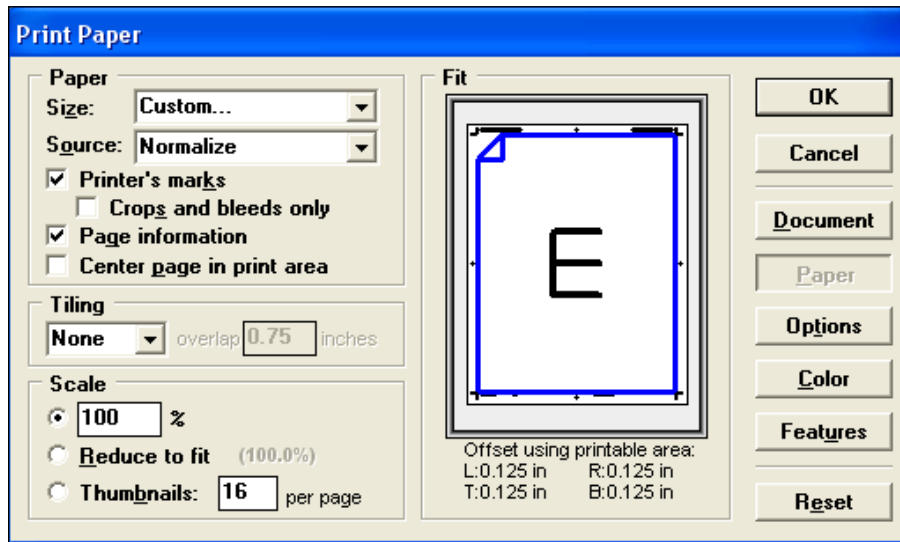 Print Paper
Paper
Size: Custom...
Source: Normalize
Printer's marks
Crops and bleeds only
Page information
Center page in print area
Tiling
None overlap 0.75 inches
Scale
100 %
Reduce to fit (100.0%)
Thumbnails: 16 per page
Fit
E
Offset using printable area:
L:0.125 in R:0.125 in
T:0.125 in B:0.125 in
OK
Cancel
Document
Paper
Options
Color
Features
Reset